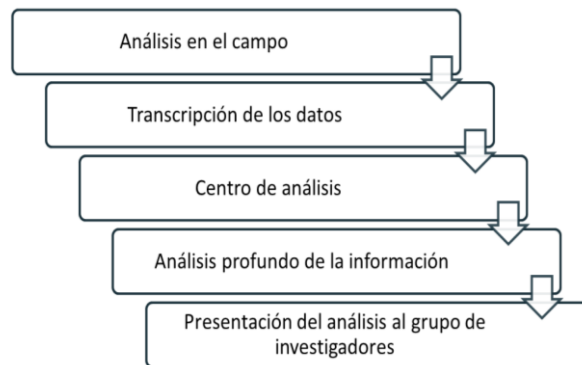 Análisis en el campo
Transcripción de los datos
Centro de análisis
Análisis profundo de la información
Presentación del análisis al grupo de
investigadores